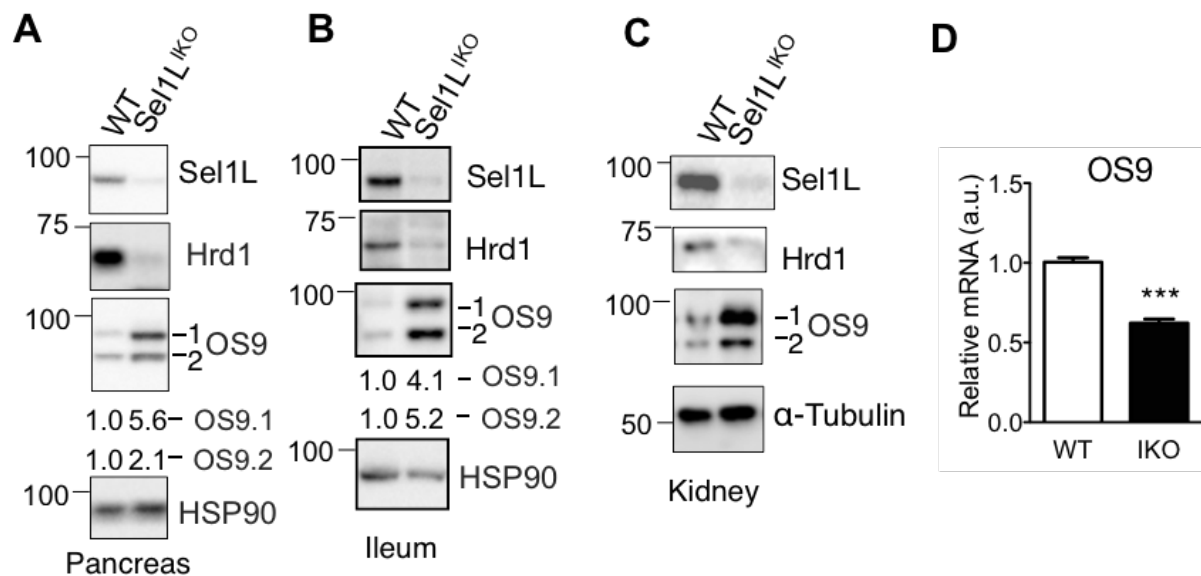 A
WT
Sel1L^IKO
100
Sel1L
75
Hrd1
100
–1
–2
OS9
1.0 5.6– OS9.1
1.0 2.1– OS9.2
100
HSP90
Pancreas
B
WT
Sel1L^IKO
100
Sel1L
75
Hrd1
100
–1
–2
OS9
1.0 4.1 – OS9.1
1.0 5.2 – OS9.2
100
HSP90
Ileum
C
WT
Sel1L^IKO
100
Sel1L
75
Hrd1
100
–1
–2
OS9
50
α-Tubulin
Kidney
D
OS9
Relative mRNA (a.u.)
1.5
1.0
0.5
0.0
***
WT
IKO